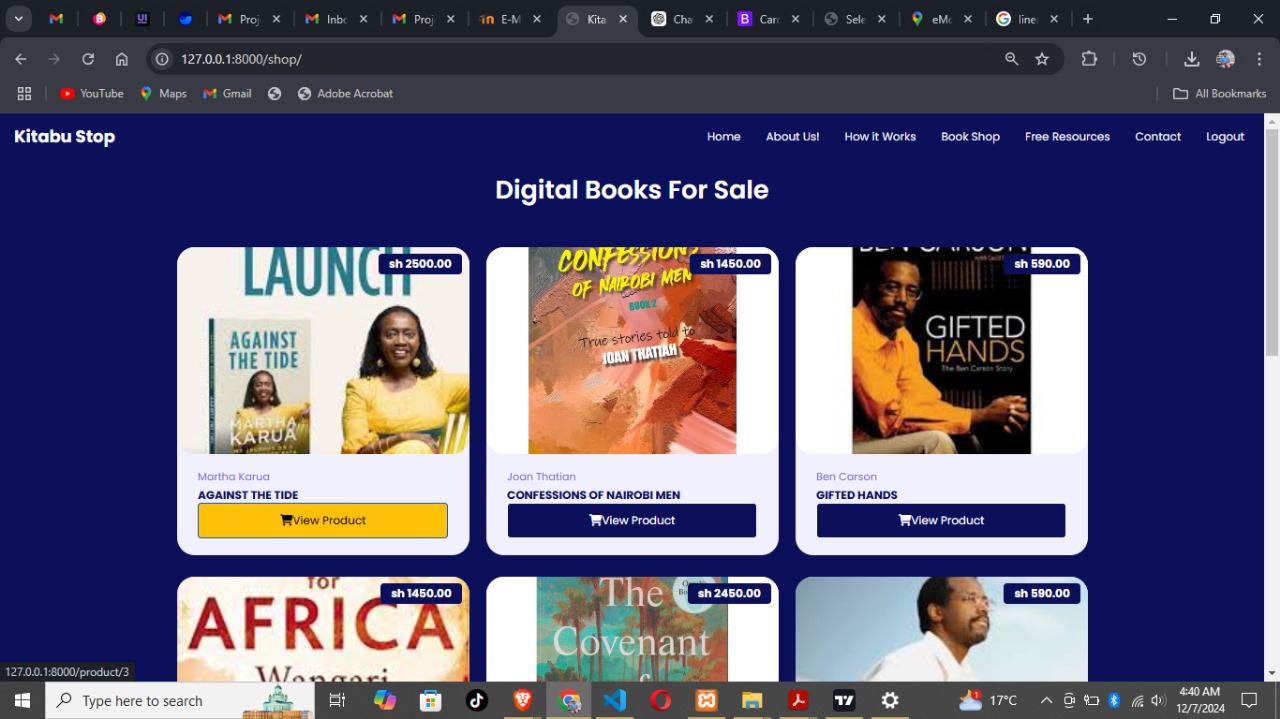 Proj
Inbo
Proj
E-M
Kita
Cha
Card
Sele
eMo
linea
127.0.0.1:8000/shop/
YouTube
Maps
Gmail
Adobe Acrobat
All Bookmarks
Kitabu Stop
Home
About Us!
How it Works
Book Shop
Free Resources
Contact
Logout
Digital Books For Sale
LAUNCH
sh 2500.00
AGAINST
THE TIDE
MARTHA
KARUA
Martha Karua
AGAINST THE TIDE
View Product
CONFESSIONS
sh 1450.00
OF NAIROBI MEN
BOOK 2
True stories told to
JOAN THATIAH
Joan Thatian
CONFESSIONS OF NAIROBI MEN
View Product
BEN CARSON
sh 590.00
GIFTED
HANDS
The Ben Carson Story
Ben Carson
GIFTED HANDS
View Product
for
sh 1450.00
AFRICA
Wangari
The
sh 2450.00
Covenant
of
sh 590.00
127.0.0.1:8000/product/3
Type here to search
1
17°C
4:40 AM
12/7/2024